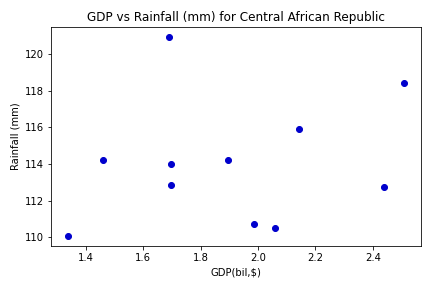 GDP vs Rainfall (mm) for Central African Republic
120
118
116
114
112
110
Rainfall (mm)
1.4 1.6 1.8 2.0 2.2 2.4
GDP(bil,$)